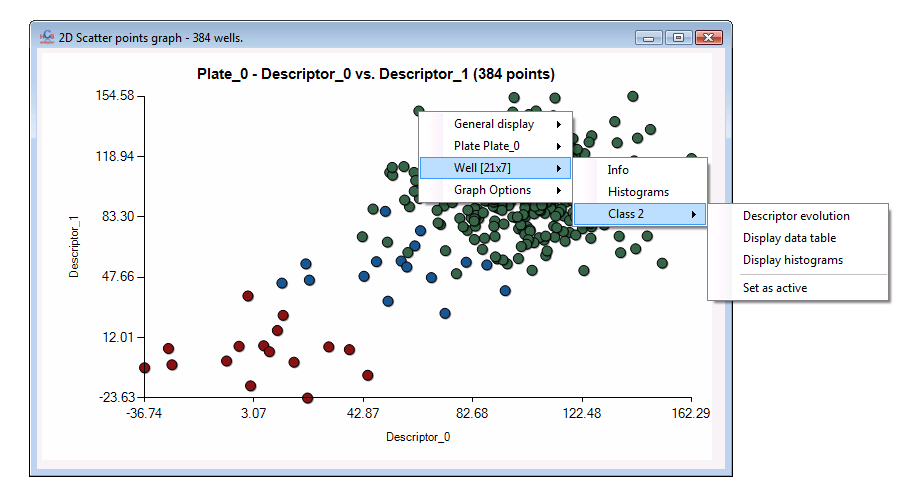 2D Scatter points graph - 384 wells.
Plate_0 - Descriptor_0 vs. Descriptor_1 (384 points)
154.58
118.94
83.30
47.66
12.01
-23.63
Descriptor_1
-36.74 3.07 42.87 82.68 122.48 162.29
Descriptor_0
General display
Plate Plate_0
Well [21x7]
Graph Options
Info
Histograms
Class 2
Descriptor evolution
Display data table
Display histograms
Set as active